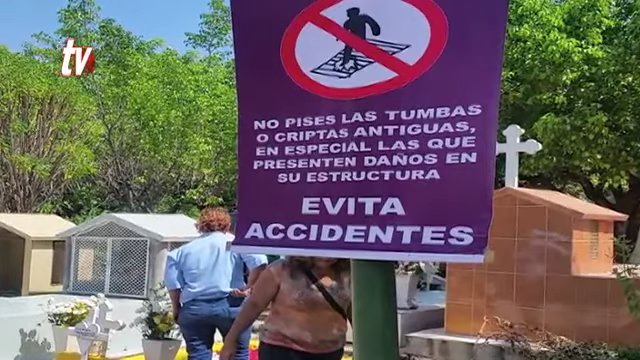 tv
NO PISES LAS TUMBAS
O CRIPTAS ANTIGUAS,
EN ESPECIAL LAS QUE
PRESENTEN DAÑOS EN
SU ESTRUCTURA
EVITA
ACCIDENTES